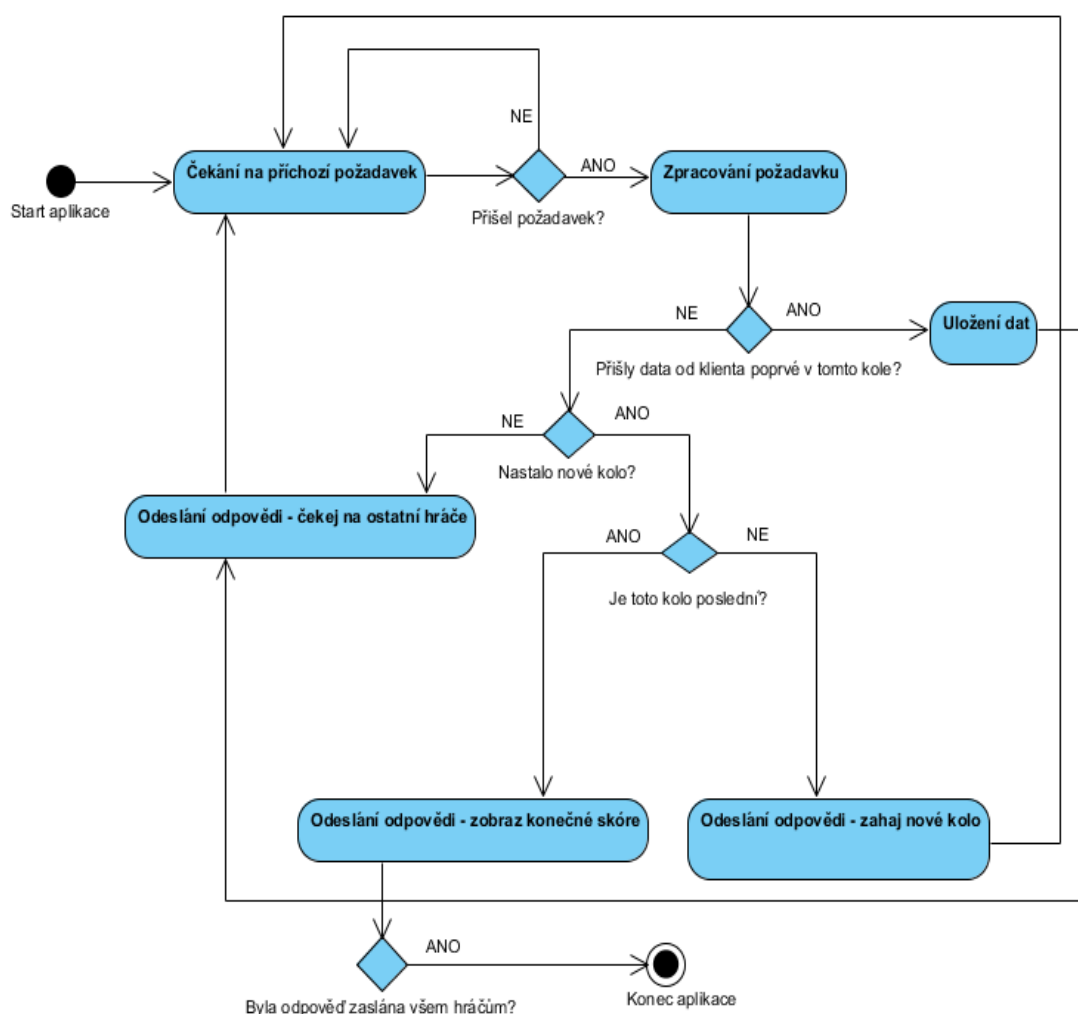 NE
Čekání na příchozí požadavek
ANO
Zpracování požadavku
Start aplikace
Přišel požadavek?
NE
ANO
Uložení dat
Přišly data od klienta poprvé v tomto kole?
NE
ANO
Nastalo nové kolo?
Odeslání odpovědi - čekej na ostatní hráče
ANO
NE
Je toto kolo poslední?
Odeslání odpovědi - zobraz konečné skóre
Odeslání odpovědi - zahaj nové kolo
ANO
Byla odpověď zaslána všem hráčům?
Konec aplikace